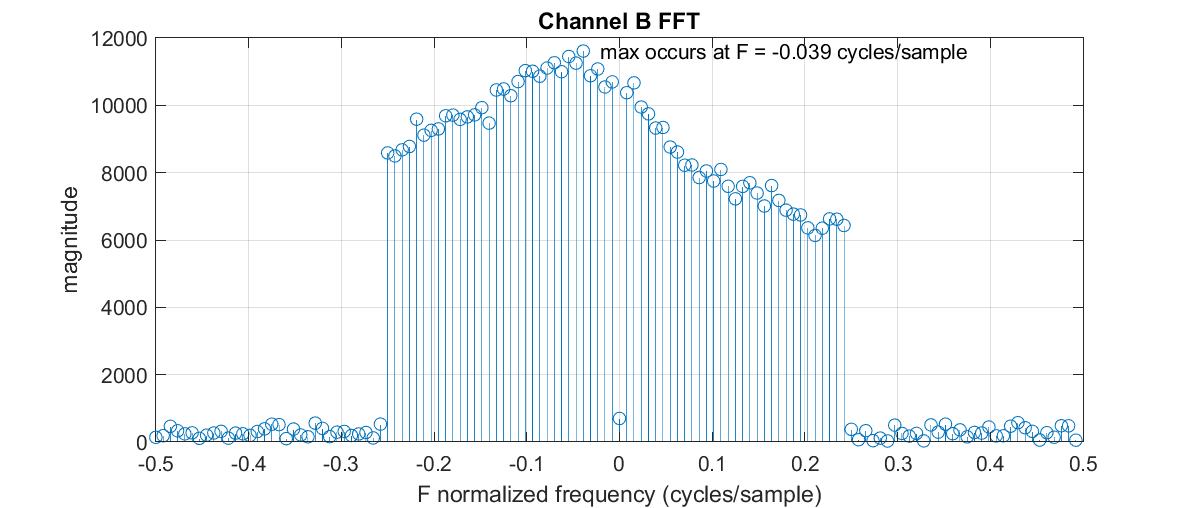 Channel B FFT
12000
max occurs at F = -0.039 cycles/sample
10000
8000
6000
4000
2000
0
magnitude
-0.5 -0.4 -0.3 -0.2 -0.1 0 0.1 0.2 0.3 0.4 0.5
F normalized frequency (cycles/sample)